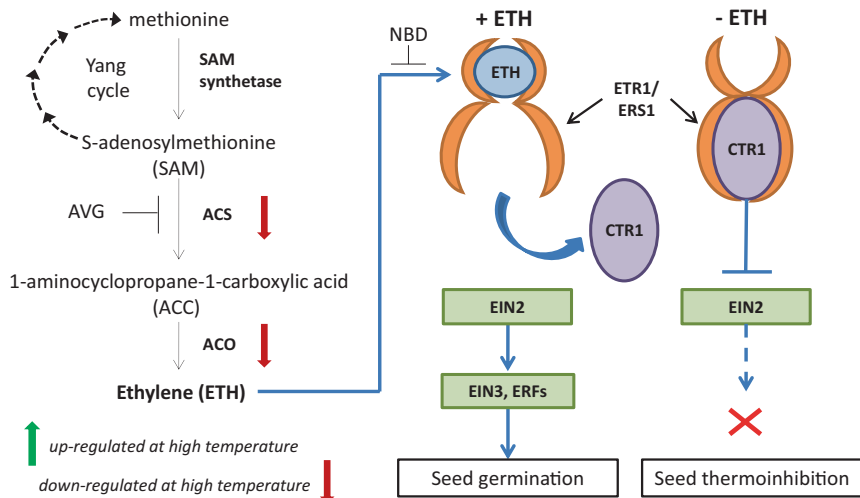 methionine
Yang
cycle
SAM
synthetase
S-adenosylmethionine
(SAM)
AVG
ACS
1-aminocyclopropane-1-carboxylic acid
(ACC)
ACO
Ethylene (ETH)
up-regulated at high temperature
down-regulated at high temperature
NBD
+ ETH
ETH
ETR1/
ERS1
CTR1
EIN2
EIN3, ERFs
Seed germination
- ETH
CTR1
EIN2
Seed thermoinhibition